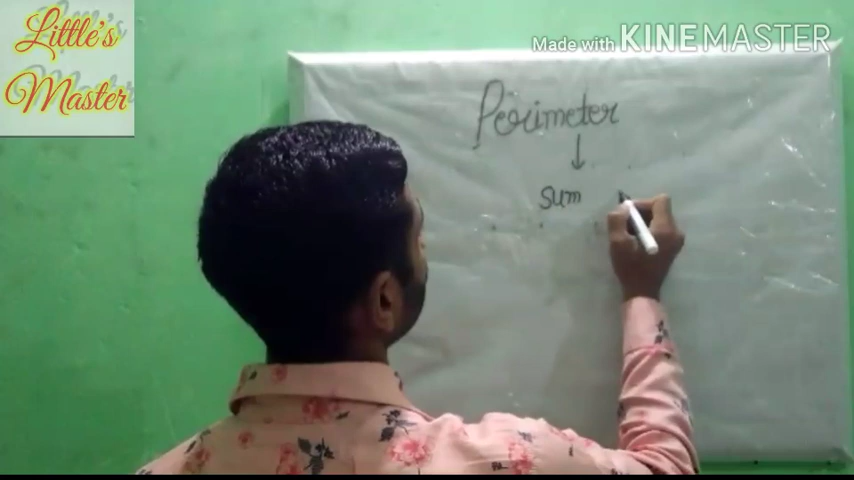 Little's
Master
Made with KINEMASTER
Perimeter
↓
sum